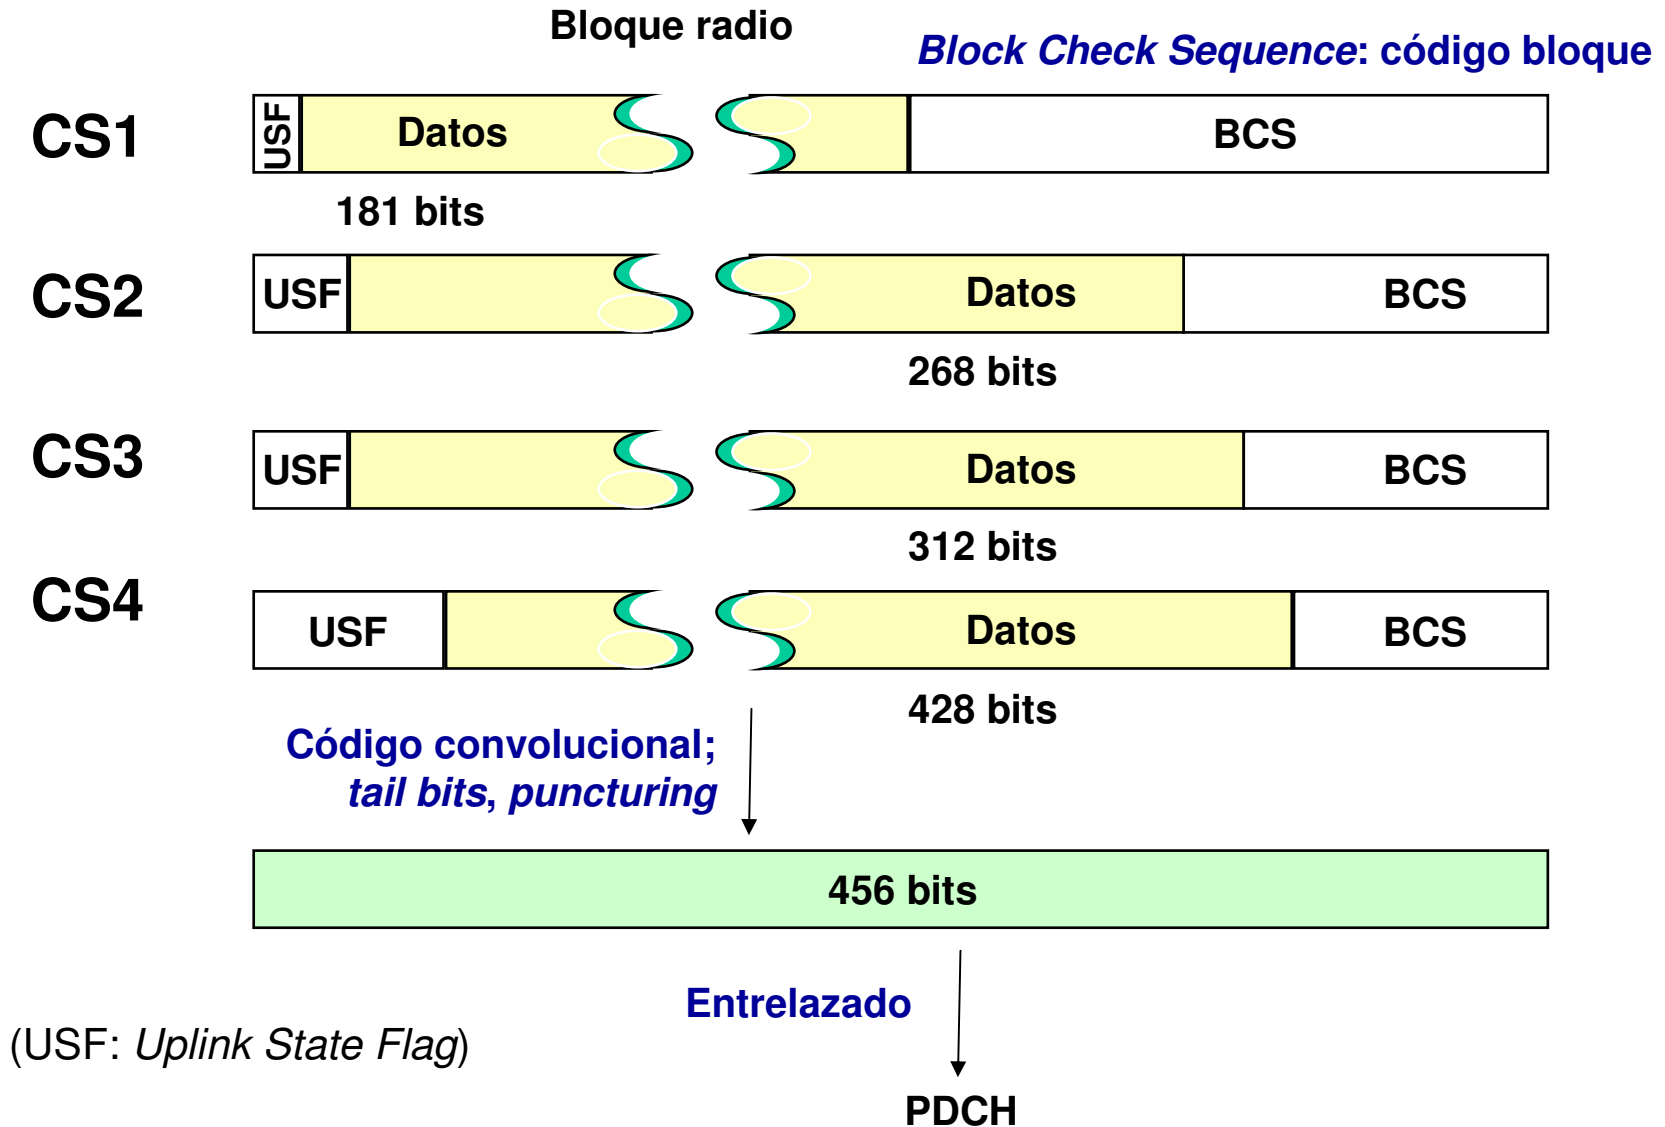 Bloque radio
Block Check Sequence: código bloque
CS1
USF
Datos
BCS
181 bits
CS2
USF
Datos
BCS
268 bits
CS3
USF
Datos
BCS
312 bits
CS4
USF
Datos
BCS
428 bits
Código convolucional;
tail bits, puncturing
456 bits
Entrelazado
(USF: Uplink State Flag)
PDCH